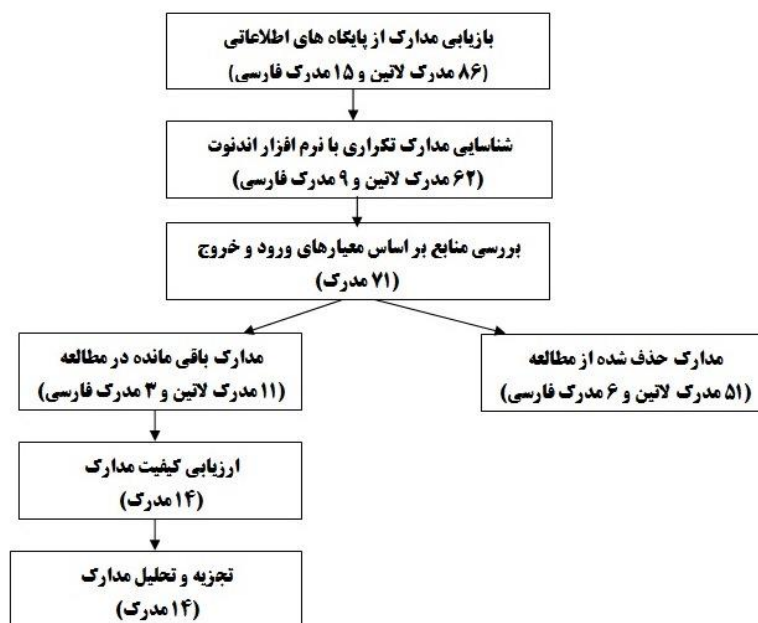 بازیابی مدارک از پایگاه های اطلاعاتی
(۸۶ مدرک لاتین و ۱۵ مدرک فارسی)
شناسایی مدارک تکراری با نرم افزار اندنوت
(۶۲ مدرک لاتین و ۹ مدرک فارسی)
بررسی منابع بر اساس معیارهای ورود و خروج
(۷۱ مدرک)
مدارک حذف شده از مطالعه
(۵۱ مدرک لاتین و ۶ مدرک فارسی)
مدارک باقی مانده در مطالعه
(۱۱ مدرک لاتین و ۳ مدرک فارسی)
ارزیابی کیفیت مدارک
(۱۴ مدرک)
تجزیه و تحلیل مدارک
(۱۴ مدرک)